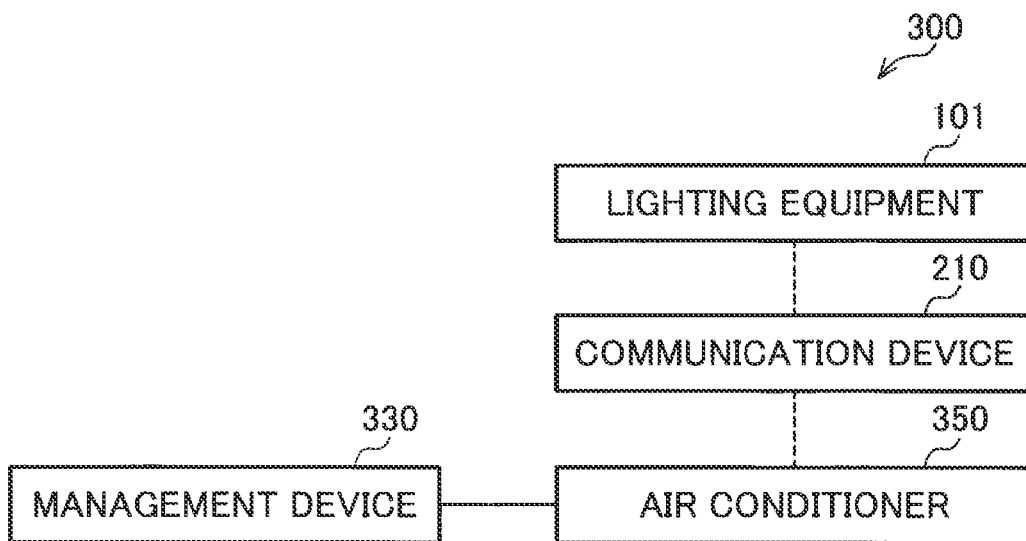 300
101
LIGHTING EQUIPMENT
210
COMMUNICATION DEVICE
330
350
MANAGEMENT DEVICE
AIR CONDITIONER